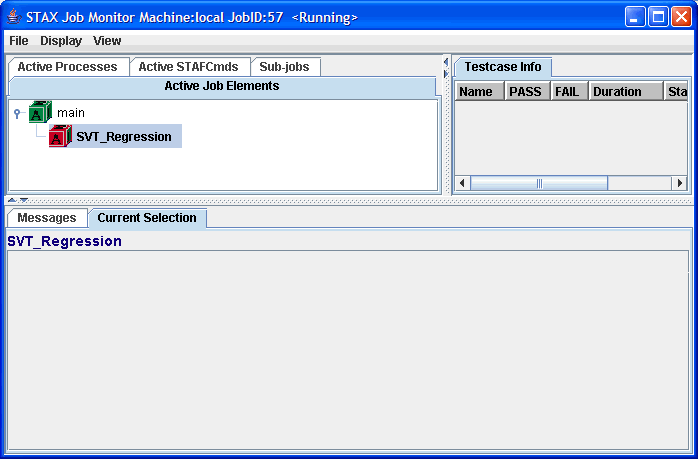 STAX Job Monitor Machine:local JobID:57 <Running>
File Display View
Active Processes Active STAFCmds Sub-jobs
Active Job Elements
A main
A SVT_Regression
Testcase Info
Name PASS FAIL Duration Sta
Messages Current Selection
SVT_Regression